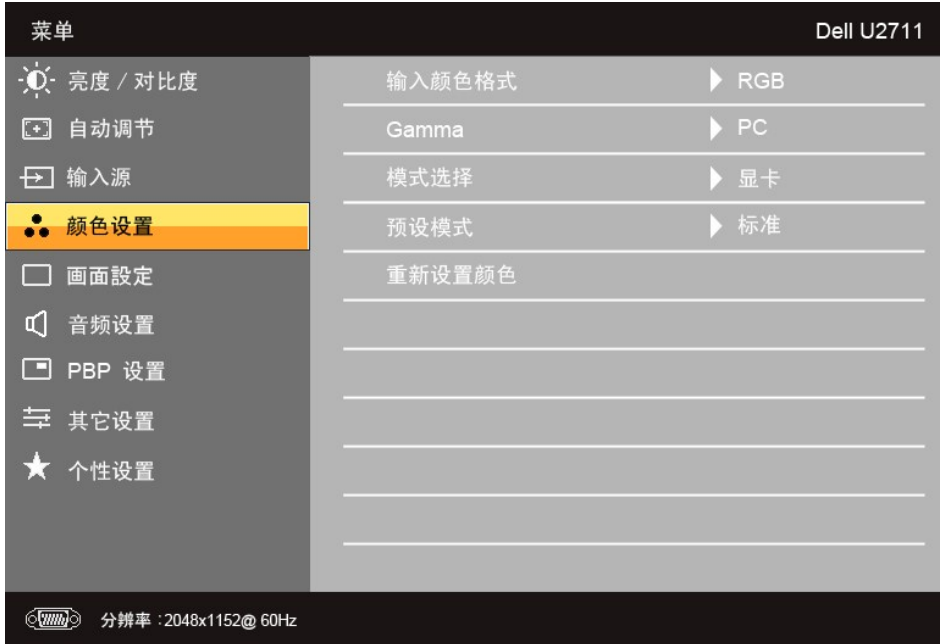 菜单 Dell U2711
亮度 / 对比度
自动调节
输入源
颜色设置
画面設定
音频设置
PBP 设置
其它设置
个性设置
输入颜色格式 RGB
Gamma PC
模式选择 显卡
预设模式 标准
重新设置颜色
分辨率 :2048x1152@ 60Hz